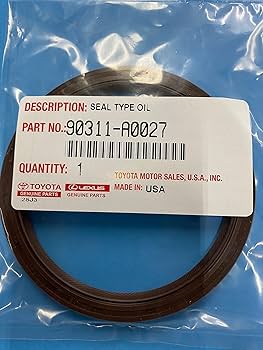 DESCRIPTION: SEAL TYPE OIL
PART NO.: 90311-A0027
QUANTITY: 1
TOYOTA MOTOR SALES, U.S.A., INC.
TOYOTA LEXUS
GENUINE PARTS GENUINE PARTS
MADE IN: USA